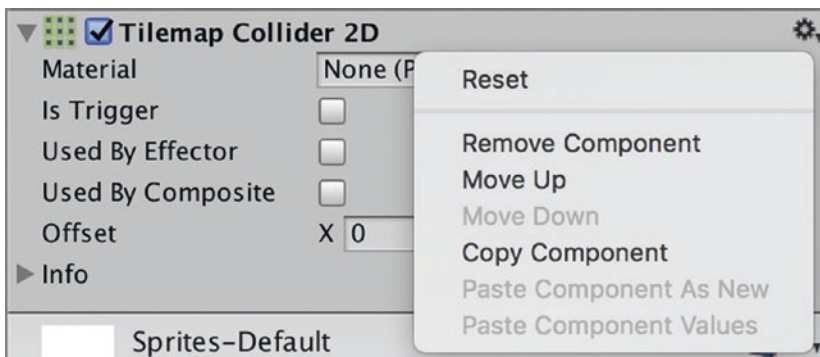 Tilemap Collider 2D
Material None (P
Is Trigger
Used By Effector
Used By Composite
Offset X 0
Info
Sprites-Default
Reset
Remove Component
Move Up
Move Down
Copy Component
Paste Component As New
Paste Component Values